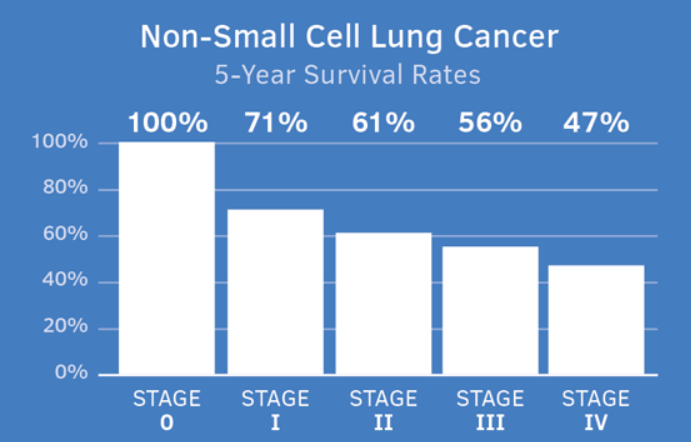 Non-Small Cell Lung Cancer
5-Year Survival Rates
100% 71% 61% 56% 47%
100%
80%
60%
40%
20%
0%
STAGE STAGE STAGE STAGE STAGE
0 I II III IV